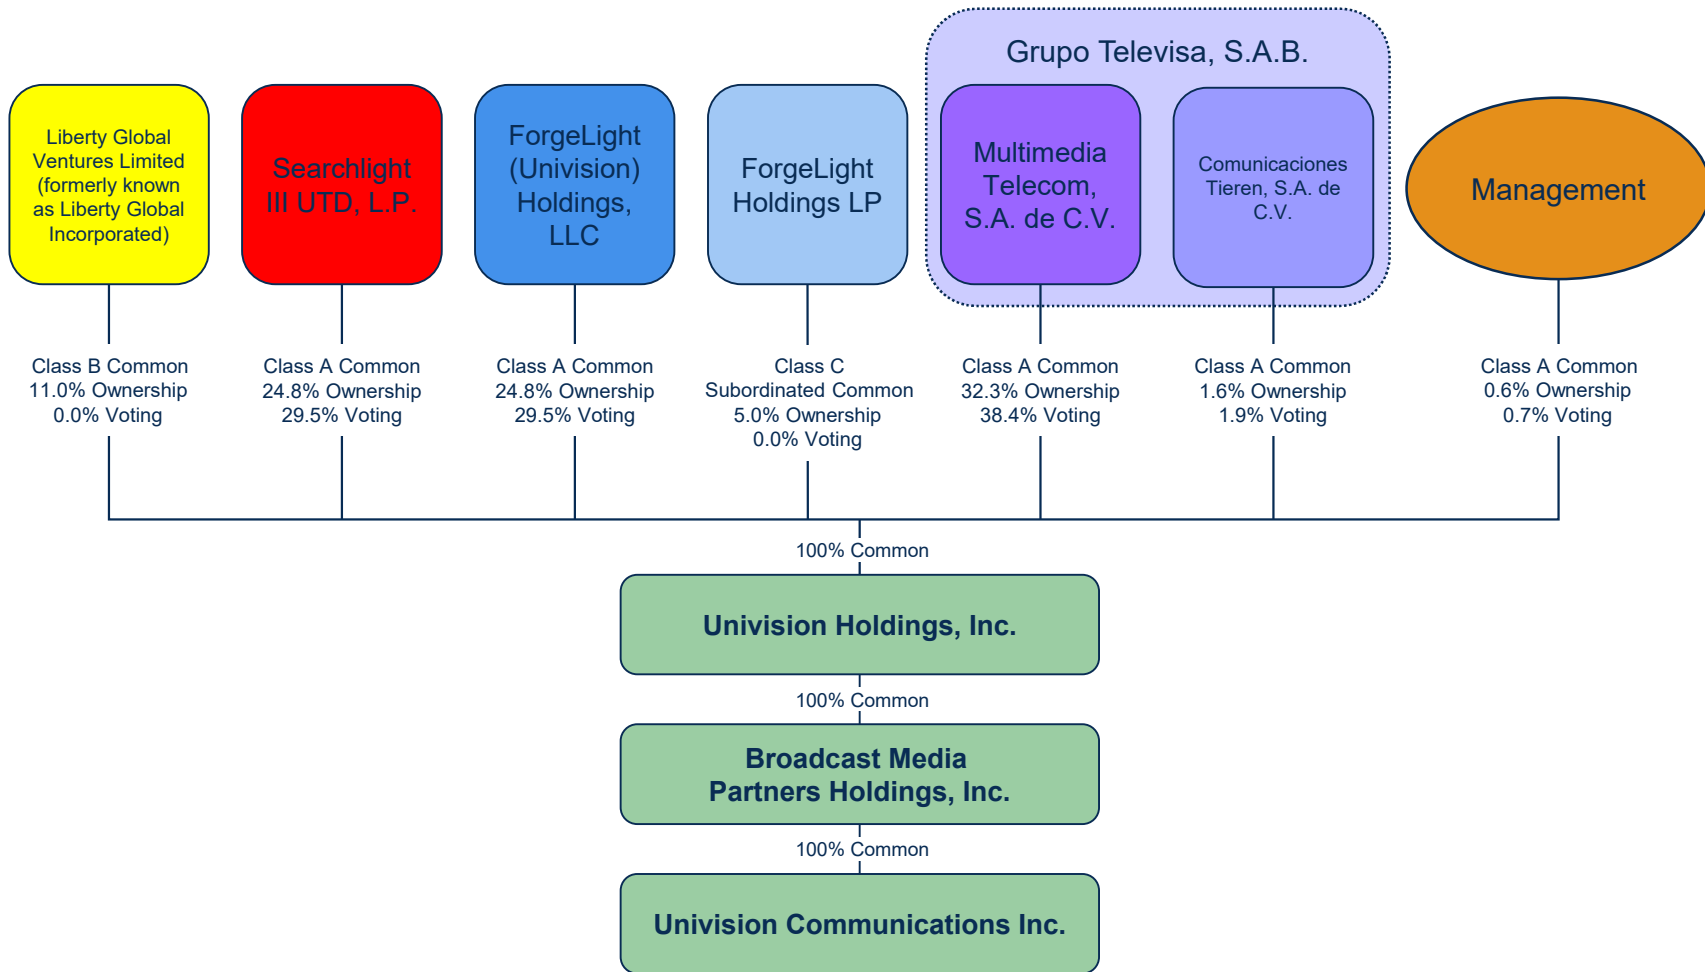 Grupo Televisa, S.A.B.
Liberty Global
Ventures Limited
(formerly known
as Liberty Global
Incorporated)
Searchlight
III UTD, L.P.
ForgeLight
(Univision)
Holdings,
LLC
ForgeLight
Holdings LP
Multimedia
Telecom,
S.A. de C.V.
Comunicaciones
Tieren, S.A. de
C.V.
Management
Class B Common
11.0% Ownership
0.0% Voting
Class A Common
24.8% Ownership
29.5% Voting
Class A Common
24.8% Ownership
29.5% Voting
Class C
Subordinated Common
5.0% Ownership
0.0% Voting
Class A Common
32.3% Ownership
38.4% Voting
Class A Common
1.6% Ownership
1.9% Voting
Class A Common
0.6% Ownership
0.7% Voting
100% Common
Univision Holdings, Inc.
100% Common
Broadcast Media
Partners Holdings, Inc.
100% Common
Univision Communications Inc.